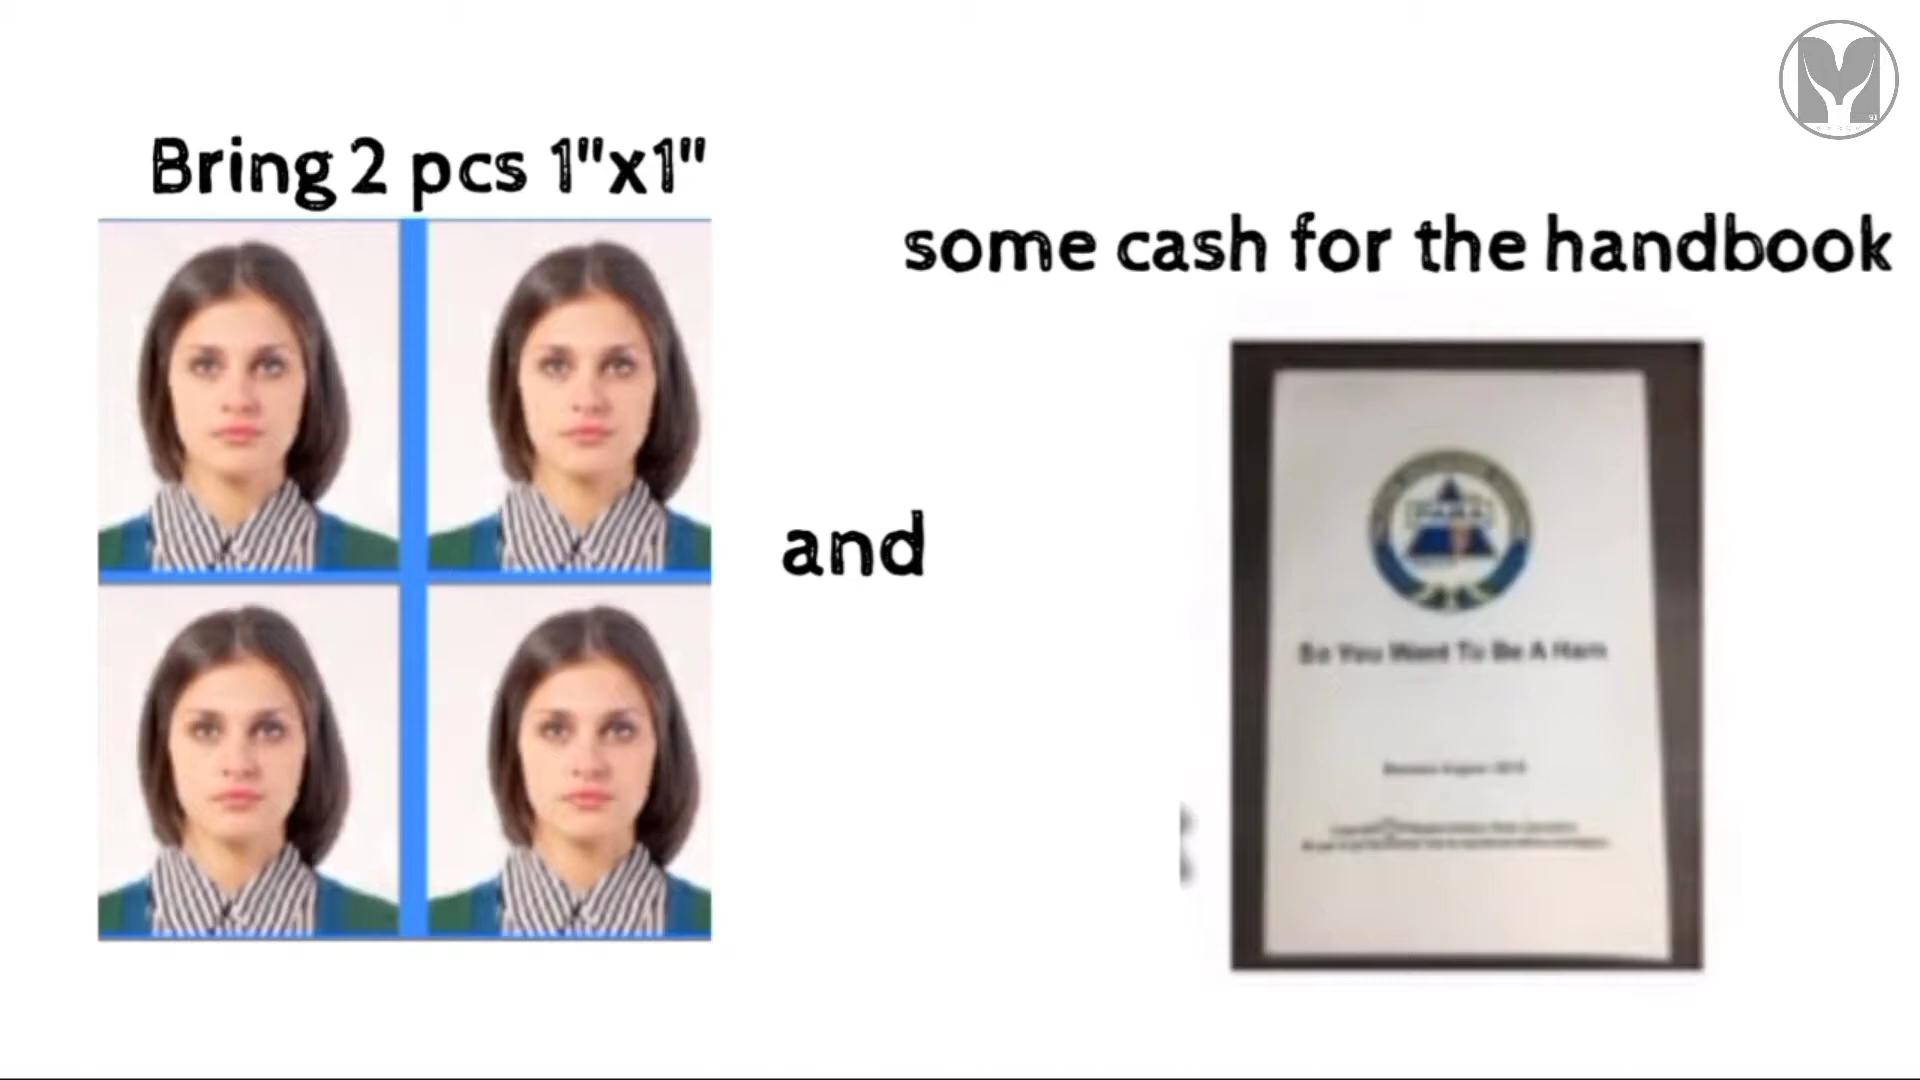 Bring 2 pcs 1"x1"
some cash for the handbook
and
So You Want To Be A Ham